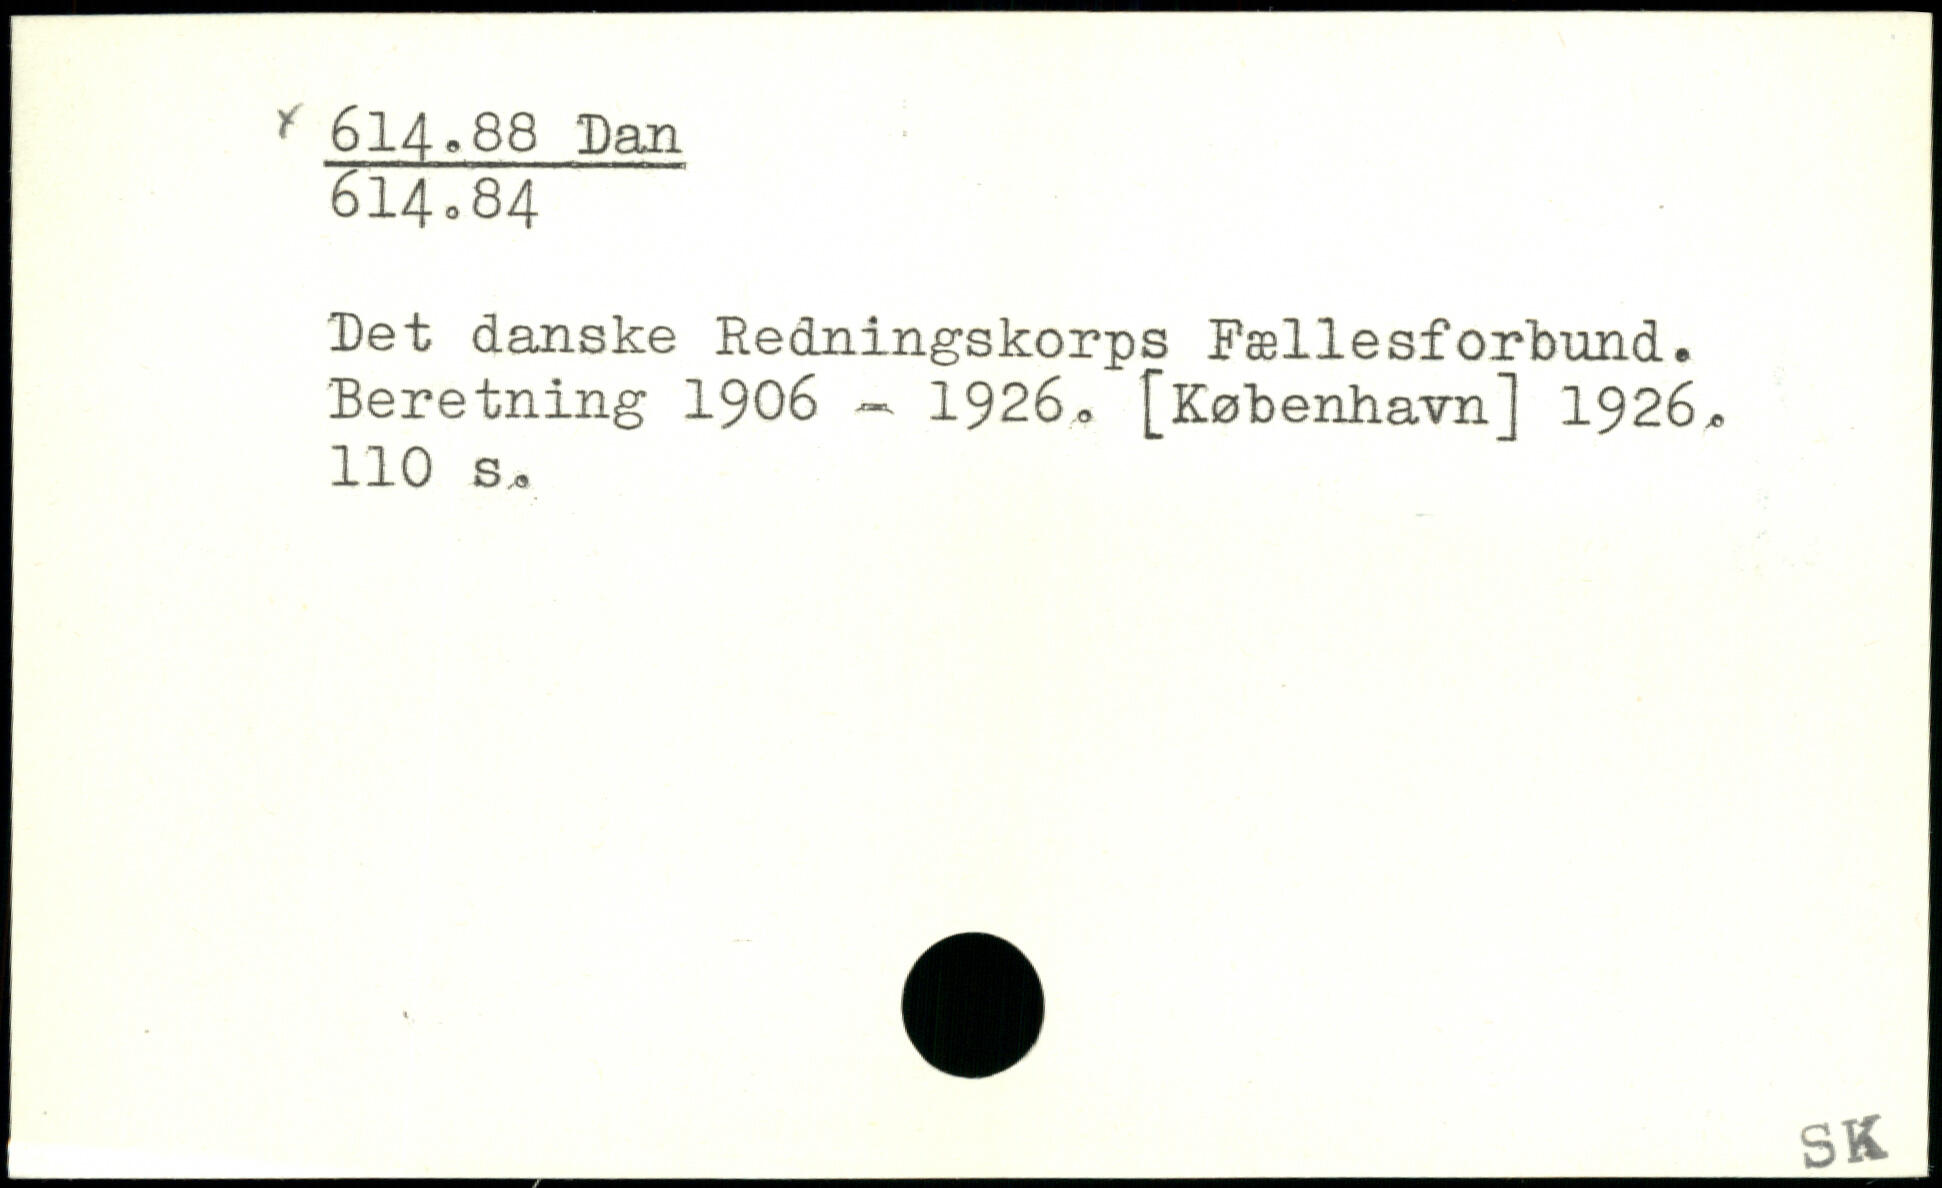 x 614.88 Dan
614.84
Det danske Redningskorps Fællesforbund.
Beretning 1906 - 1926. [København] 1926.
110 s.
SK